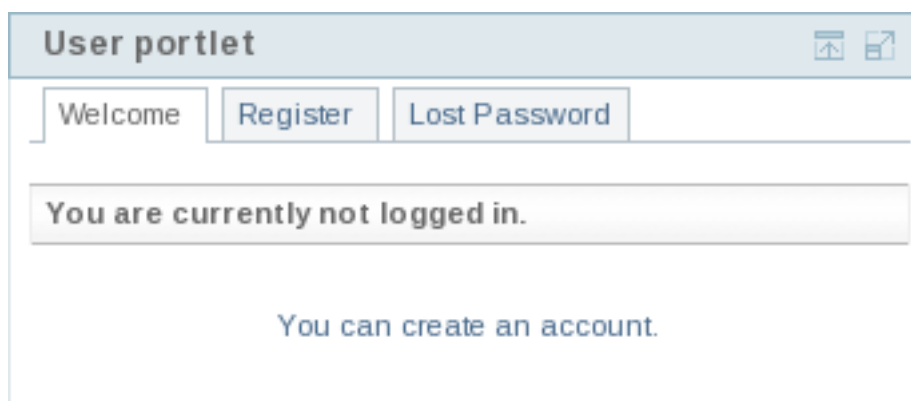 User portlet
Welcome Register Lost Password
You are currently not logged in.
You can create an account.